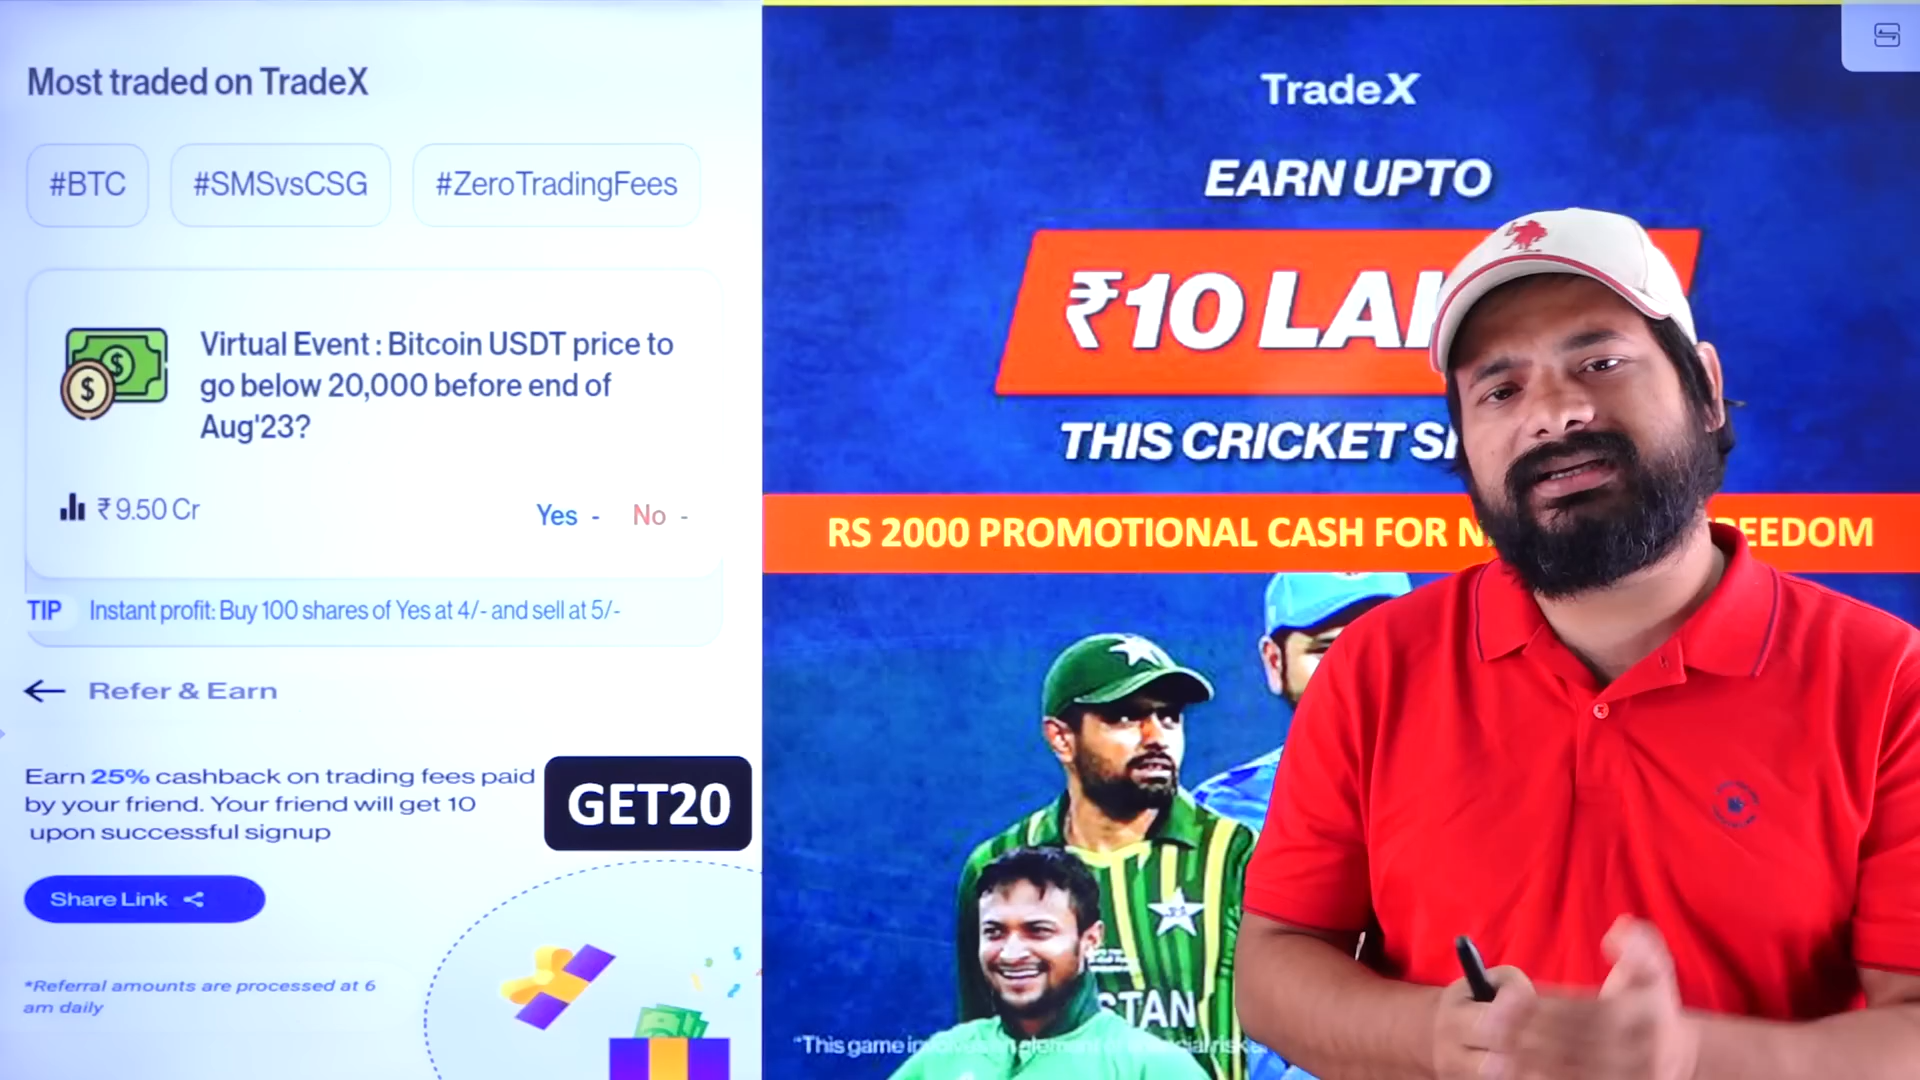 Most traded on TradeX
#BTC
#SMSvsCSG
#ZeroTradingFees
Virtual Event : Bitcoin USDT price to
go below 20,000 before end of
Aug'23?
₹ 9.50 Cr
Yes -
No -
TIP
Instant profit: Buy 100 shares of Yes at 4/- and sell at 5/-
Refer & Earn
Earn 25% cashback on trading fees paid
by your friend. Your friend will get 10
upon successful signup
GET20
Share Link
*Referral amounts are processed at 6
am daily
TradeX
EARN UPTO
₹10
THIS CRICKET
RS 2000 PROMOTIONAL CASH FOR
*This game